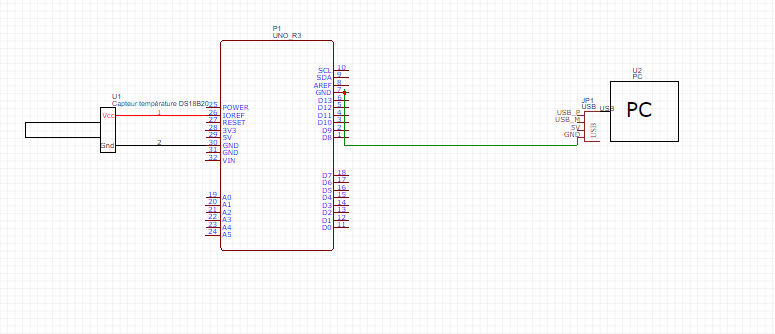 P1
UNO_R3
U1
Capteur température DS18B20
Vcc
1
Gnd
2
25 POWER
26 IOREF
27 RESET
28 3V3
29 5V
30 GND
31 GND
32 VIN
19 A0
20 A1
21 A2
22 A3
23 A4
24 A5
SCL 10
SDA 9
AREF 8
GND 7
D13 6
D12 5
D11 4
D10 3
D9 2
D8 1
D7 18
D6 17
D5 16
D4 15
D3 14
D2 13
D1 12
D0 11
JP1
USB
USB_P
USB_M
5V
GND
USB
USB
U2
PC
PC